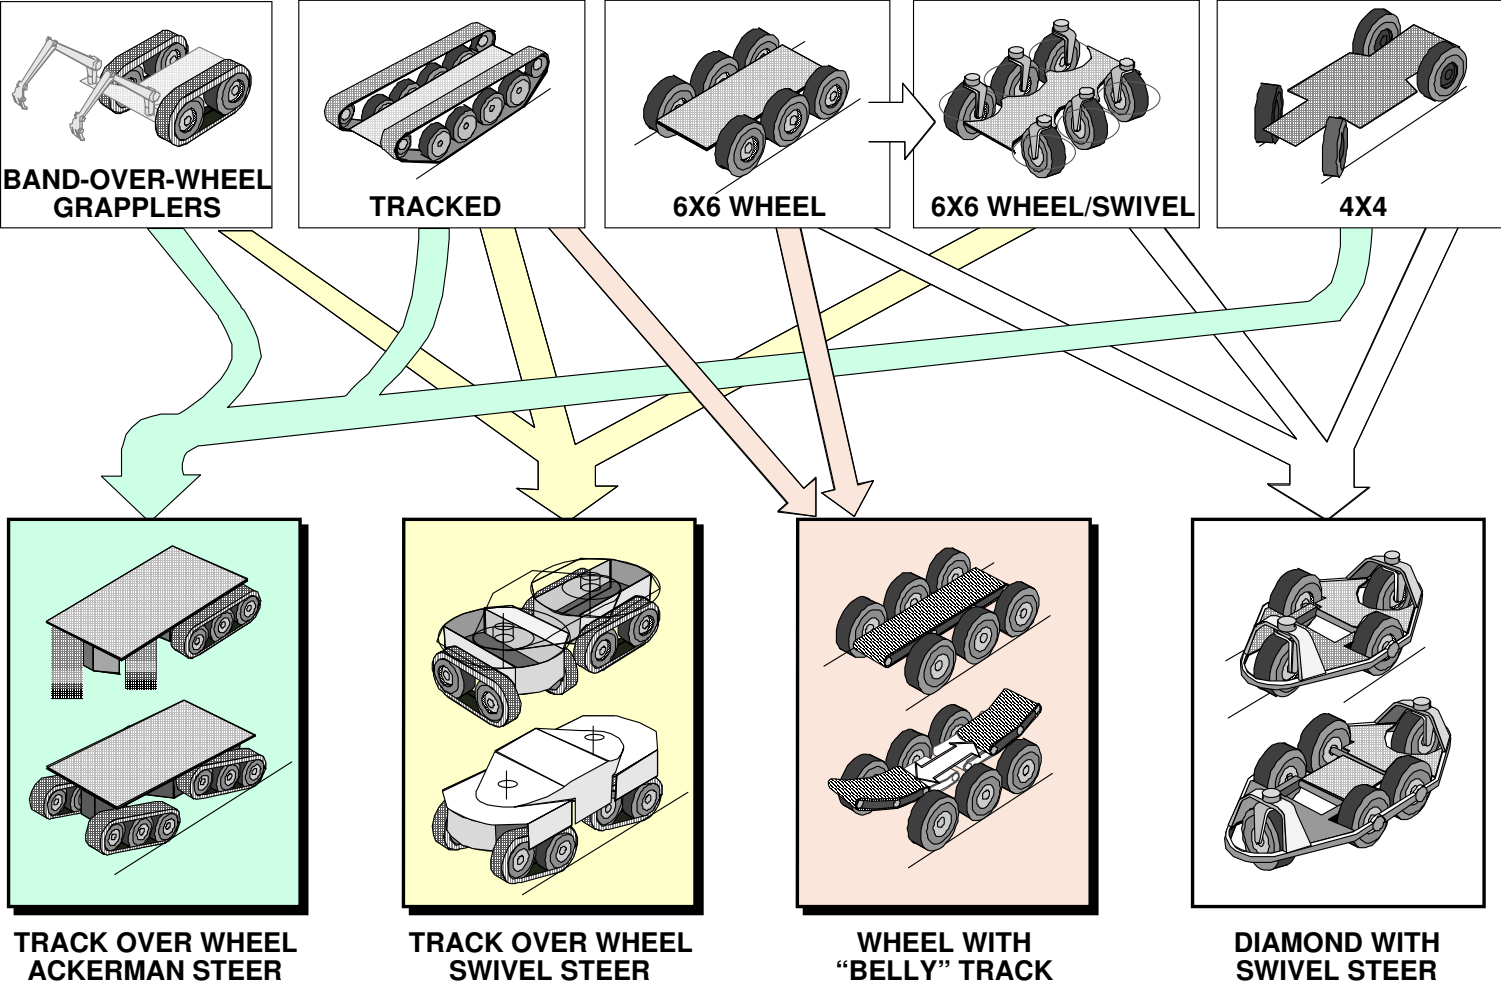 BAND-OVER-WHEEL
GRAPPLERS
TRACKED
6X6 WHEEL
6X6 WHEEL/SWIVEL
4X4
TRACK OVER WHEEL
ACKERMAN STEER
TRACK OVER WHEEL
SWIVEL STEER
WHEEL WITH
“BELLY” TRACK
DIAMOND WITH
SWIVEL STEER